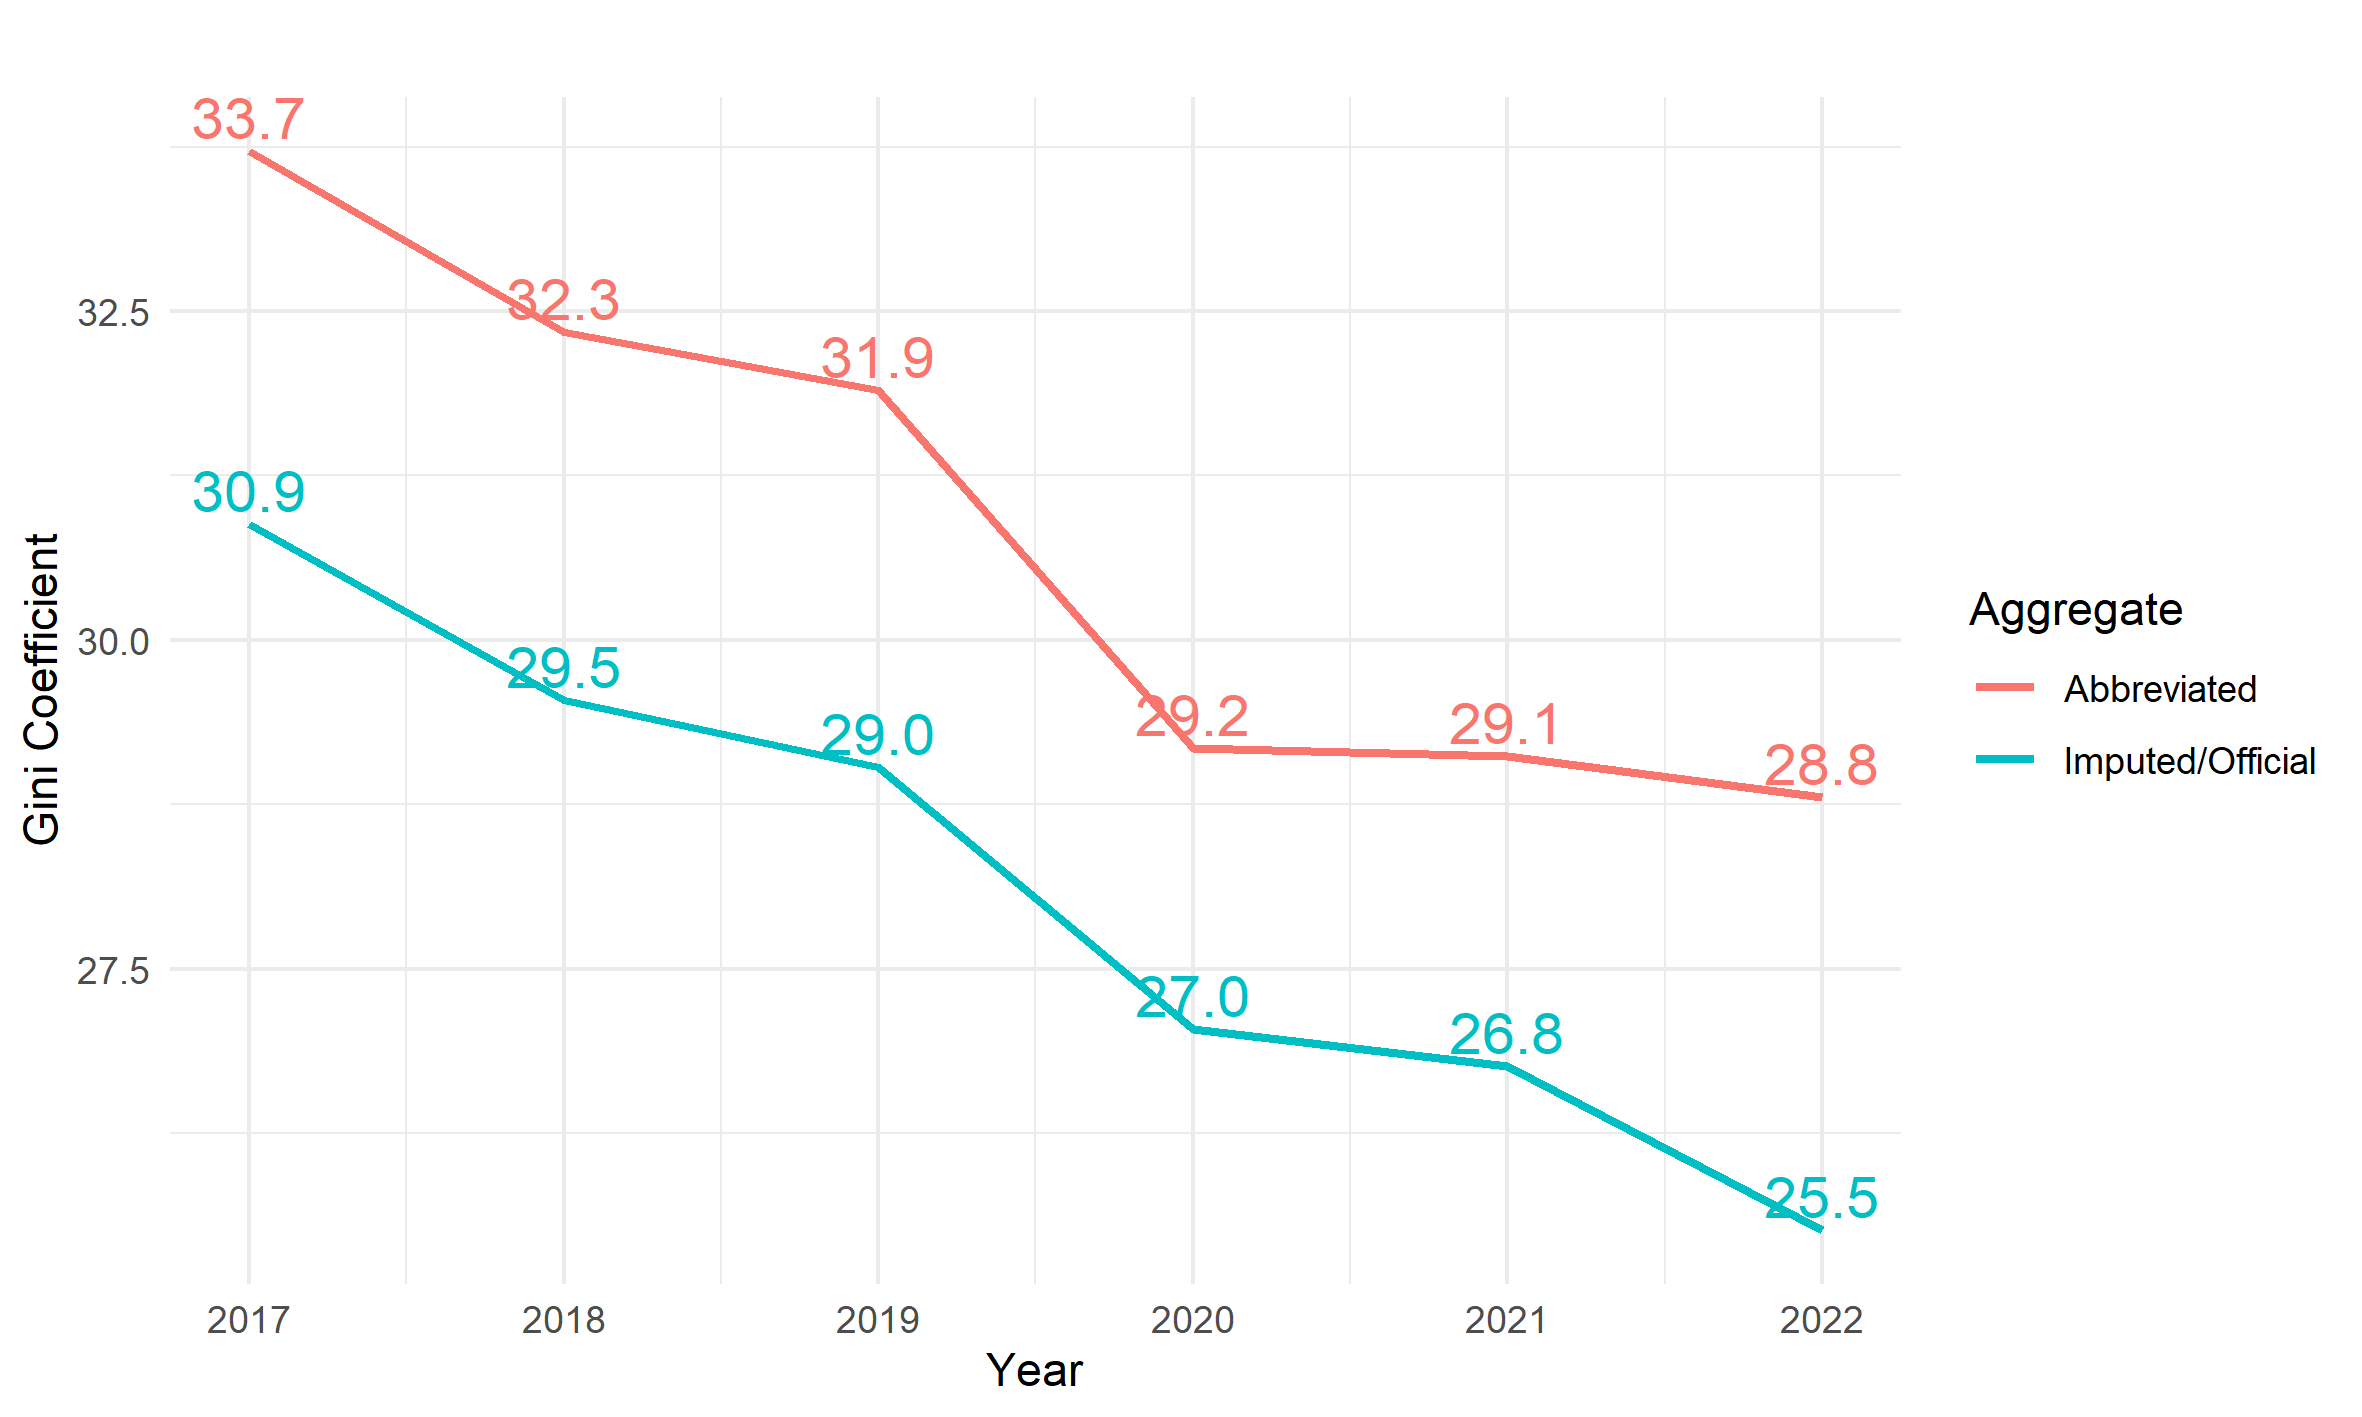 33.7
32.3
31.9
29.2
29.1
28.8
30.9
29.5
29.0
27.0
26.8
25.5
32.5
30.0
27.5
Gini Coefficient
2017 2018 2019 2020 2021 2022
Year
Aggregate
Abbreviated
Imputed/Official